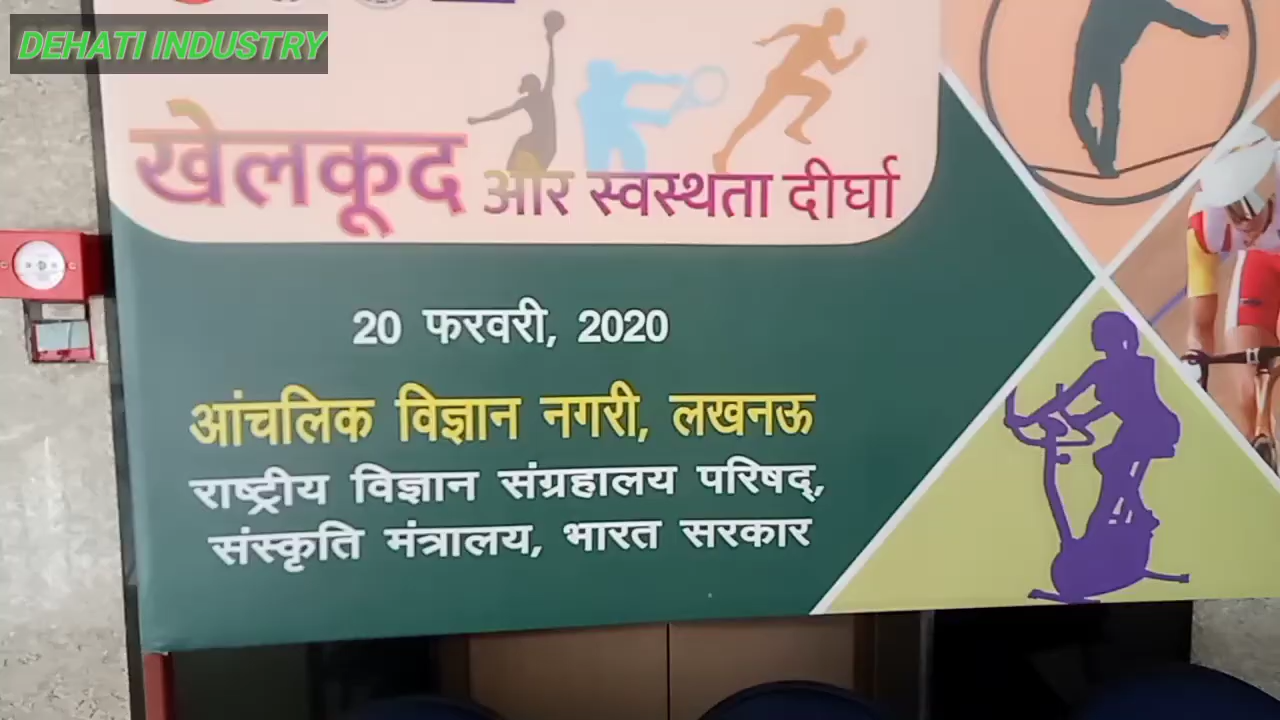 DEHATI INDUSTRY
खेलकूद और स्वस्थता दीर्घा
20 फरवरी, 2020
आंचलिक विज्ञान नगरी, लखनऊ
राष्ट्रीय विज्ञान संग्रहालय परिषद्,
संस्कृति मंत्रालय, भारत सरकार